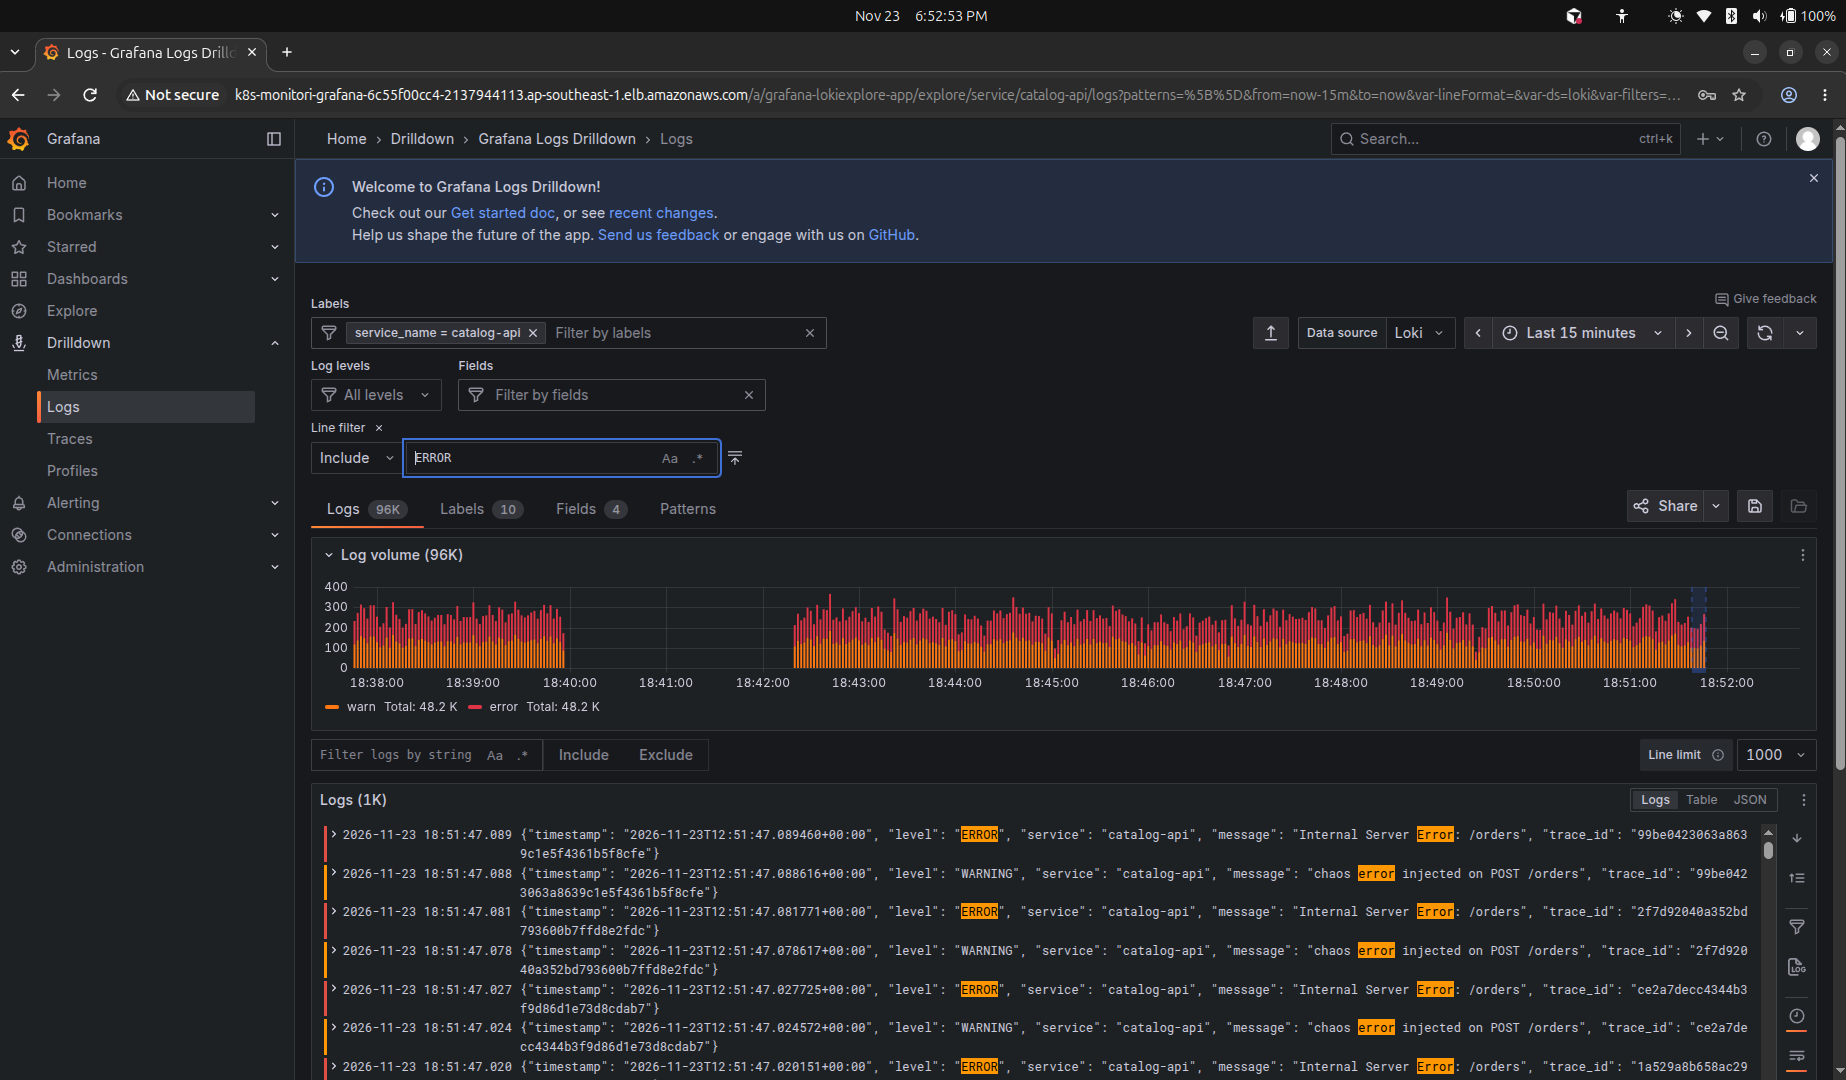 Nov 23 6:52:53 PM
100%
Logs - Grafana Logs Drilld
Not secure k8s-monitori-grafana-6c55f00cc4-2137944113.ap-southeast-1.elb.amazonaws.com/a/grafana-lokiexplore-app/explore/service/catalog-api/logs?patterns=%5B%5D&from=now-15m&to=now&var-lineFormat=&var-ds=loki&var-filters=...
Grafana
Home › Drilldown › Grafana Logs Drilldown › Logs
Search... ctrl+k
Home
Bookmarks
Starred
Dashboards
Explore
Drilldown
Metrics
Logs
Traces
Profiles
Alerting
Connections
Administration
Welcome to Grafana Logs Drilldown!
Check out our Get started doc, or see recent changes.
Help us shape the future of the app. Send us feedback or engage with us on GitHub.
Give feedback
Labels
service_name = catalog-api Filter by labels
Data source Loki Last 15 minutes
Log levels Fields
All levels Filter by fields
Line filter
Include ERROR Aa .*
Logs 96K Labels 10 Fields 4 Patterns
Share
Log volume (96K)
400
300
200
100
0
18:38:00 18:39:00 18:40:00 18:41:00 18:42:00 18:43:00 18:44:00 18:45:00 18:46:00 18:47:00 18:48:00 18:49:00 18:50:00 18:51:00 18:52:00
warn Total: 48.2 K error Total: 48.2 K
Filter logs by string Aa .* Include Exclude
Line limit 1000
Logs (1K)
Logs Table JSON
2026-11-23 18:51:47.089 {"timestamp": "2026-11-23T12:51:47.089460+00:00", "level": "ERROR", "service": "catalog-api", "message": "Internal Server Error: /orders", "trace_id": "99be0423063a863
9c1e5f4361b5f8cfe"}
2026-11-23 18:51:47.088 {"timestamp": "2026-11-23T12:51:47.088616+00:00", "level": "WARNING", "service": "catalog-api", "message": "chaos error injected on POST /orders", "trace_id": "99be042
3063a8639c1e5f4361b5f8cfe"}
2026-11-23 18:51:47.081 {"timestamp": "2026-11-23T12:51:47.081771+00:00", "level": "ERROR", "service": "catalog-api", "message": "Internal Server Error: /orders", "trace_id": "2f7d92040a352bd
793600b7ffd8e2fdc"}
2026-11-23 18:51:47.078 {"timestamp": "2026-11-23T12:51:47.078617+00:00", "level": "WARNING", "service": "catalog-api", "message": "chaos error injected on POST /orders", "trace_id": "2f7d920
40a352bd793600b7ffd8e2fdc"}
2026-11-23 18:51:47.027 {"timestamp": "2026-11-23T12:51:47.027725+00:00", "level": "ERROR", "service": "catalog-api", "message": "Internal Server Error: /orders", "trace_id": "ce2a7decc4344b3
f9d86d1e73d8cdab7"}
2026-11-23 18:51:47.024 {"timestamp": "2026-11-23T12:51:47.024572+00:00", "level": "WARNING", "service": "catalog-api", "message": "chaos error injected on POST /orders", "trace_id": "ce2a7de
cc4344b3f9d86d1e73d8cdab7"}
2026-11-23 18:51:47.020 {"timestamp": "2026-11-23T12:51:47.020151+00:00", "level": "ERROR", "service": "catalog-api", "message": "Internal Server Error: /orders", "trace_id": "1a529a8b658ac29